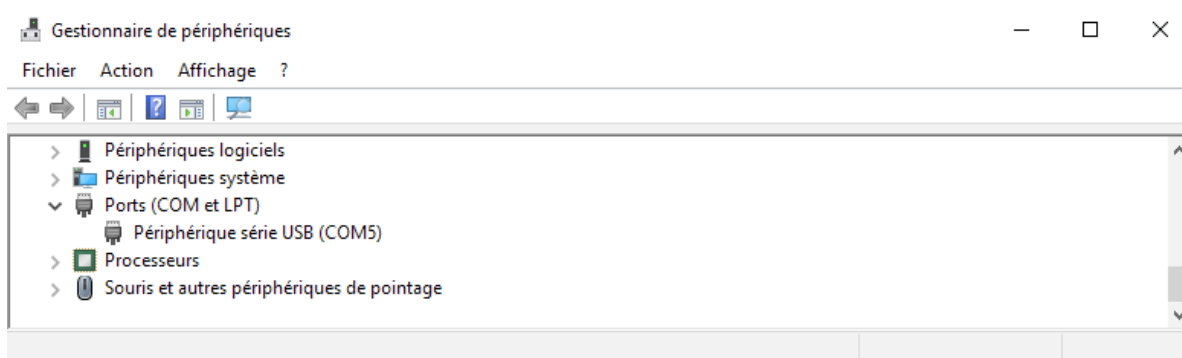 Gestionnaire de périphériques
Fichier Action Affichage ?
Périphériques logiciels
Périphériques système
Ports (COM et LPT)
Périphérique série USB (COM5)
Processeurs
Souris et autres périphériques de pointage